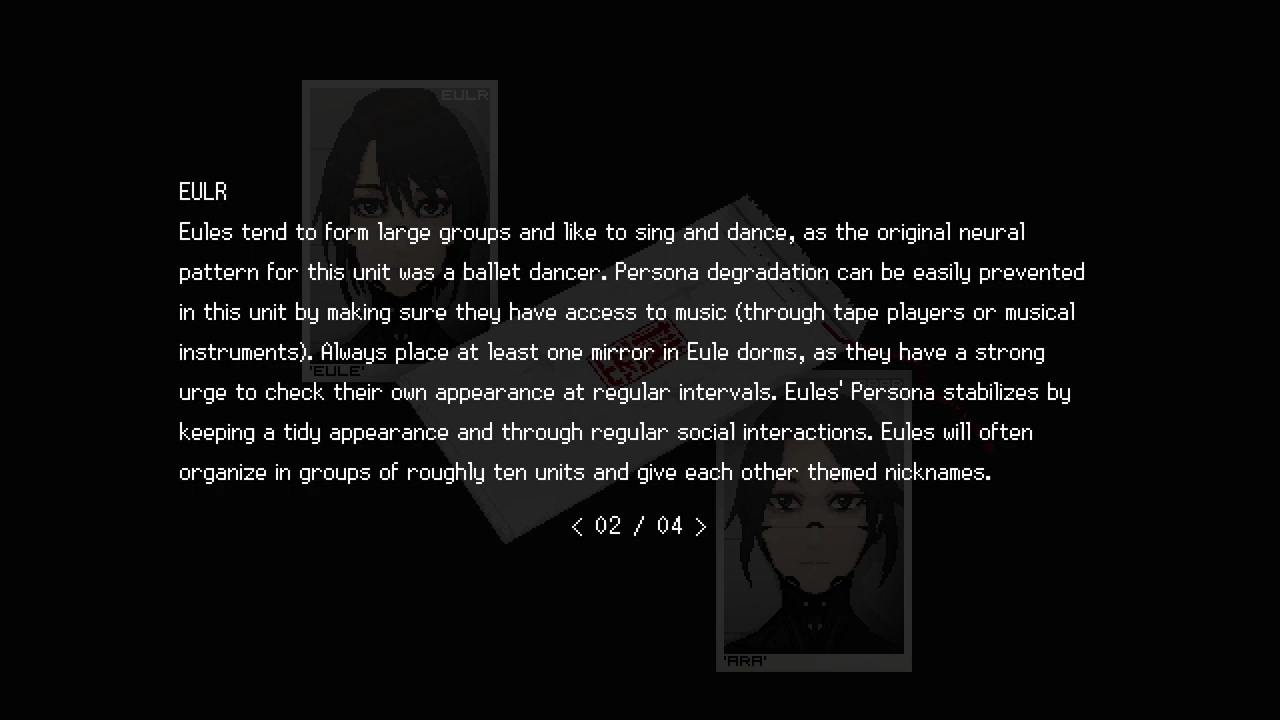 EULR
EULR
Eules tend to form large groups and like to sing and dance, as the original neural
pattern for this unit was a ballet dancer. Persona degradation can be easily prevented
in this unit by making sure they have access to music (through tape players or musical
instruments). Always place at least one mirror in Eule dorms, as they have a strong
'EULE'
urge to check their own appearance at regular intervals. Eules' Persona stabilizes by
keeping a tidy appearance and through regular social interactions. Eules will often
organize in groups of roughly ten units and give each other themed nicknames.
< 02 / 04 >
'ARA'